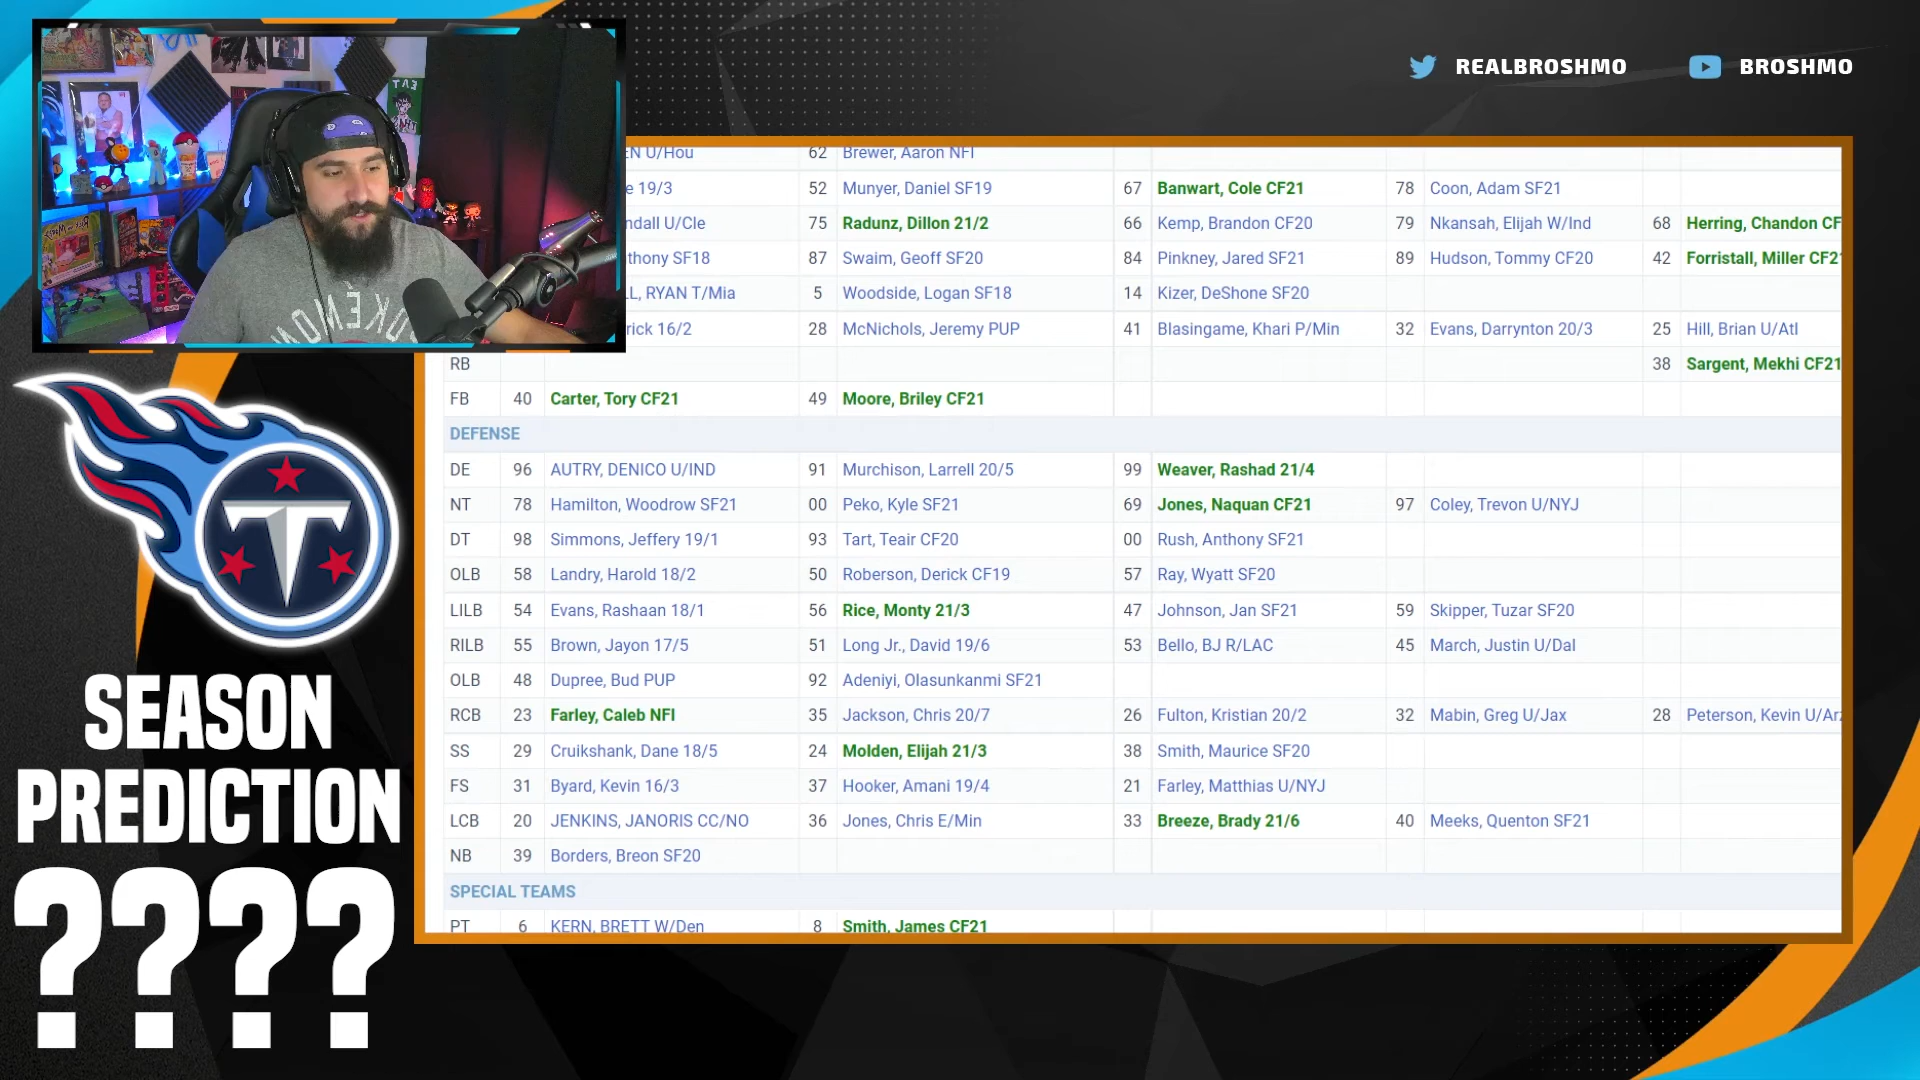 REALBROSHMO BROSHMO
EN U/Hou 62 Brewer, Aaron NFI
e 19/3 52 Munyer, Daniel SF19 67 Banwart, Cole CF21 78 Coon, Adam SF21
ndall U/Cle 75 Radunz, Dillon 21/2 66 Kemp, Brandon CF20 79 Nkansah, Elijah W/Ind 68 Herring, Chandon CF
thony SF18 87 Swaim, Geoff SF20 84 Pinkney, Jared SF21 89 Hudson, Tommy CF20 42 Forristall, Miller CF21
LL, RYAN T/Mia 5 Woodside, Logan SF18 14 Kizer, DeShone SF20
rick 16/2 28 McNichols, Jeremy PUP 41 Blasingame, Khari P/Min 32 Evans, Darrynton 20/3 25 Hill, Brian U/Atl
RB 38 Sargent, Mekhi CF21
FB 40 Carter, Tory CF21 49 Moore, Briley CF21
DEFENSE
DE 96 AUTRY, DENICO U/IND 91 Murchison, Larrell 20/5 99 Weaver, Rashad 21/4
NT 78 Hamilton, Woodrow SF21 00 Peko, Kyle SF21 69 Jones, Naquan CF21 97 Coley, Trevon U/NYJ
DT 98 Simmons, Jeffery 19/1 93 Tart, Teair CF20 00 Rush, Anthony SF21
OLB 58 Landry, Harold 18/2 50 Roberson, Derick CF19 57 Ray, Wyatt SF20
LILB 54 Evans, Rashaan 18/1 56 Rice, Monty 21/3 47 Johnson, Jan SF21 59 Skipper, Tuzar SF20
RILB 55 Brown, Jayon 17/5 51 Long Jr., David 19/6 53 Bello, BJ R/LAC 45 March, Justin U/Dal
OLB 48 Dupree, Bud PUP 92 Adeniyi, Olasunkanmi SF21
RCB 23 Farley, Caleb NFI 35 Jackson, Chris 20/7 26 Fulton, Kristian 20/2 32 Mabin, Greg U/Jax 28 Peterson, Kevin U/Arz
SS 29 Cruikshank, Dane 18/5 24 Molden, Elijah 21/3 38 Smith, Maurice SF20
FS 31 Byard, Kevin 16/3 37 Hooker, Amani 19/4 21 Farley, Matthias U/NYJ
LCB 20 JENKINS, JANORIS CC/NO 36 Jones, Chris E/Min 33 Breeze, Brady 21/6 40 Meeks, Quenton SF21
NB 39 Borders, Breon SF20
SPECIAL TEAMS
PT 6 KERN, BRETT W/Den 8 Smith, James CF21
T
SEASON
PREDICTION
????